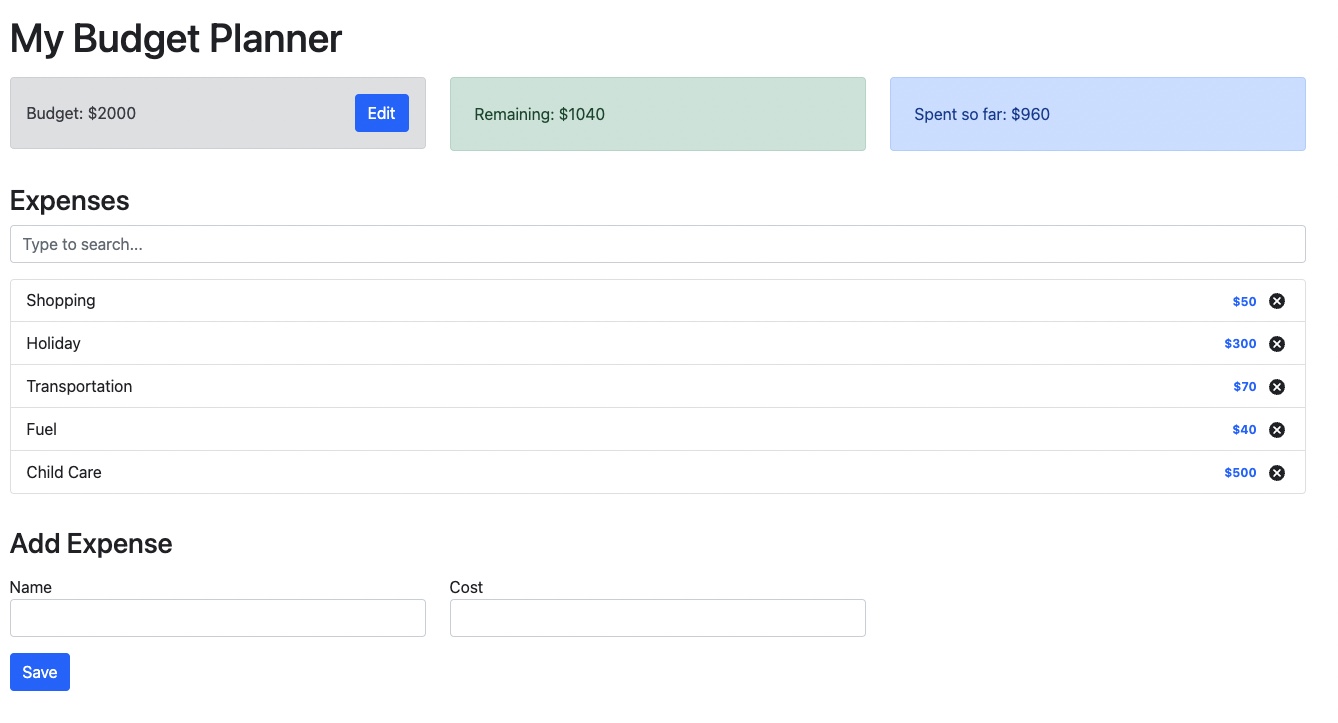 My Budget Planner
Budget: $2000 Edit Remaining: $1040 Spent so far: $960
Expenses
Type to search...
Shopping $50
Holiday $300
Transportation $70
Fuel $40
Child Care $500
Add Expense
Name Cost
Save